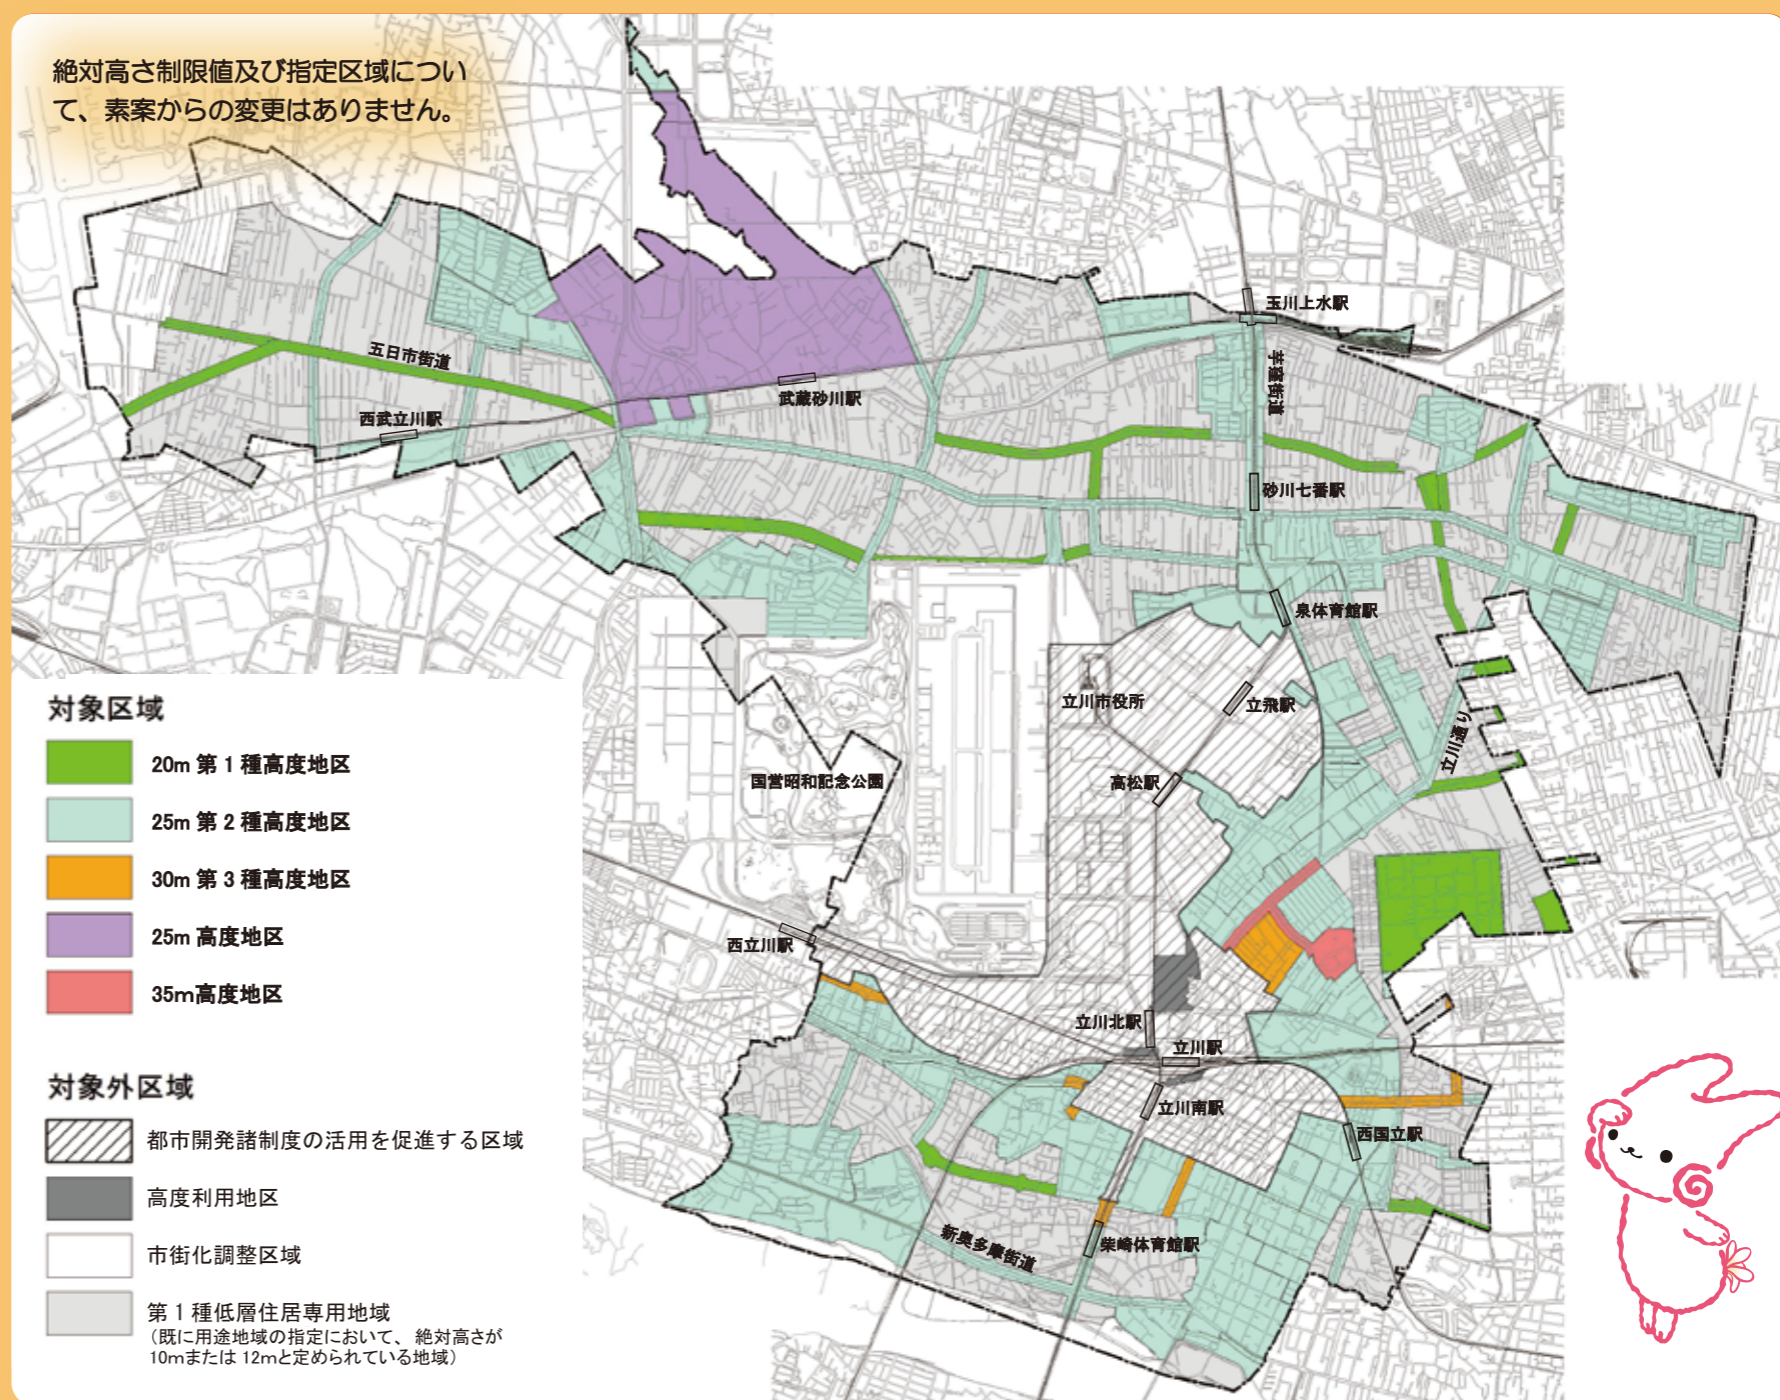 絶対高さ制限値及び指定区域につい
て、素案からの変更はありません。
玉川上水駅
芋窪街道
五日市街道
武蔵砂川駅
西武立川駅
砂川七番駅
泉体育館駅
立川市役所
立飛駅
立川通り
高松駅
国営昭和記念公園
西立川駅
立川北駅
立川駅
立川南駅
西国立駅
新奥多摩街道
柴崎体育館駅
対象区域
20m 第1種高度地区
25m 第2種高度地区
30m 第3種高度地区
25m 高度地区
35m高度地区
対象外区域
都市開発諸制度の活用を促進する区域
高度利用地区
市街化調整区域
第1種低層住居専用地域
（既に用途地域の指定において、絶対高さが
10mまたは12mと定められている地域）